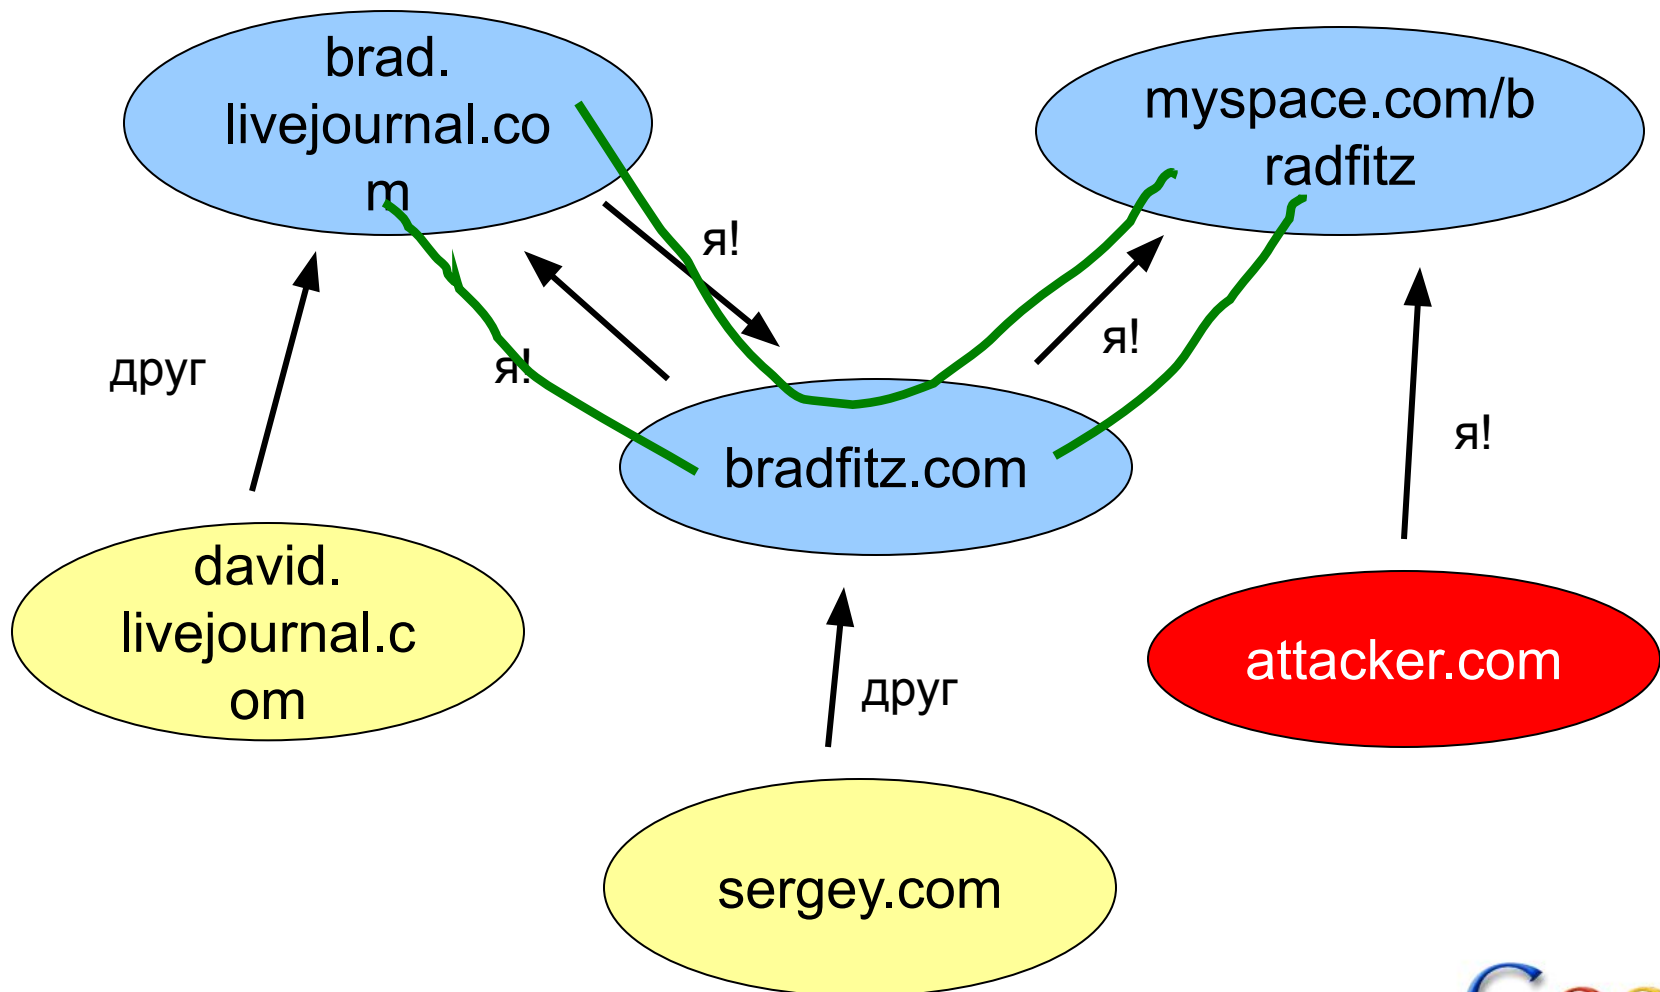 brad.
livejournal.co
m
myspace.com/b
radfitz
я!
я!
я!
друг
я!
bradfitz.com
david.
livejournal.c
om
attacker.com
друг
sergey.com